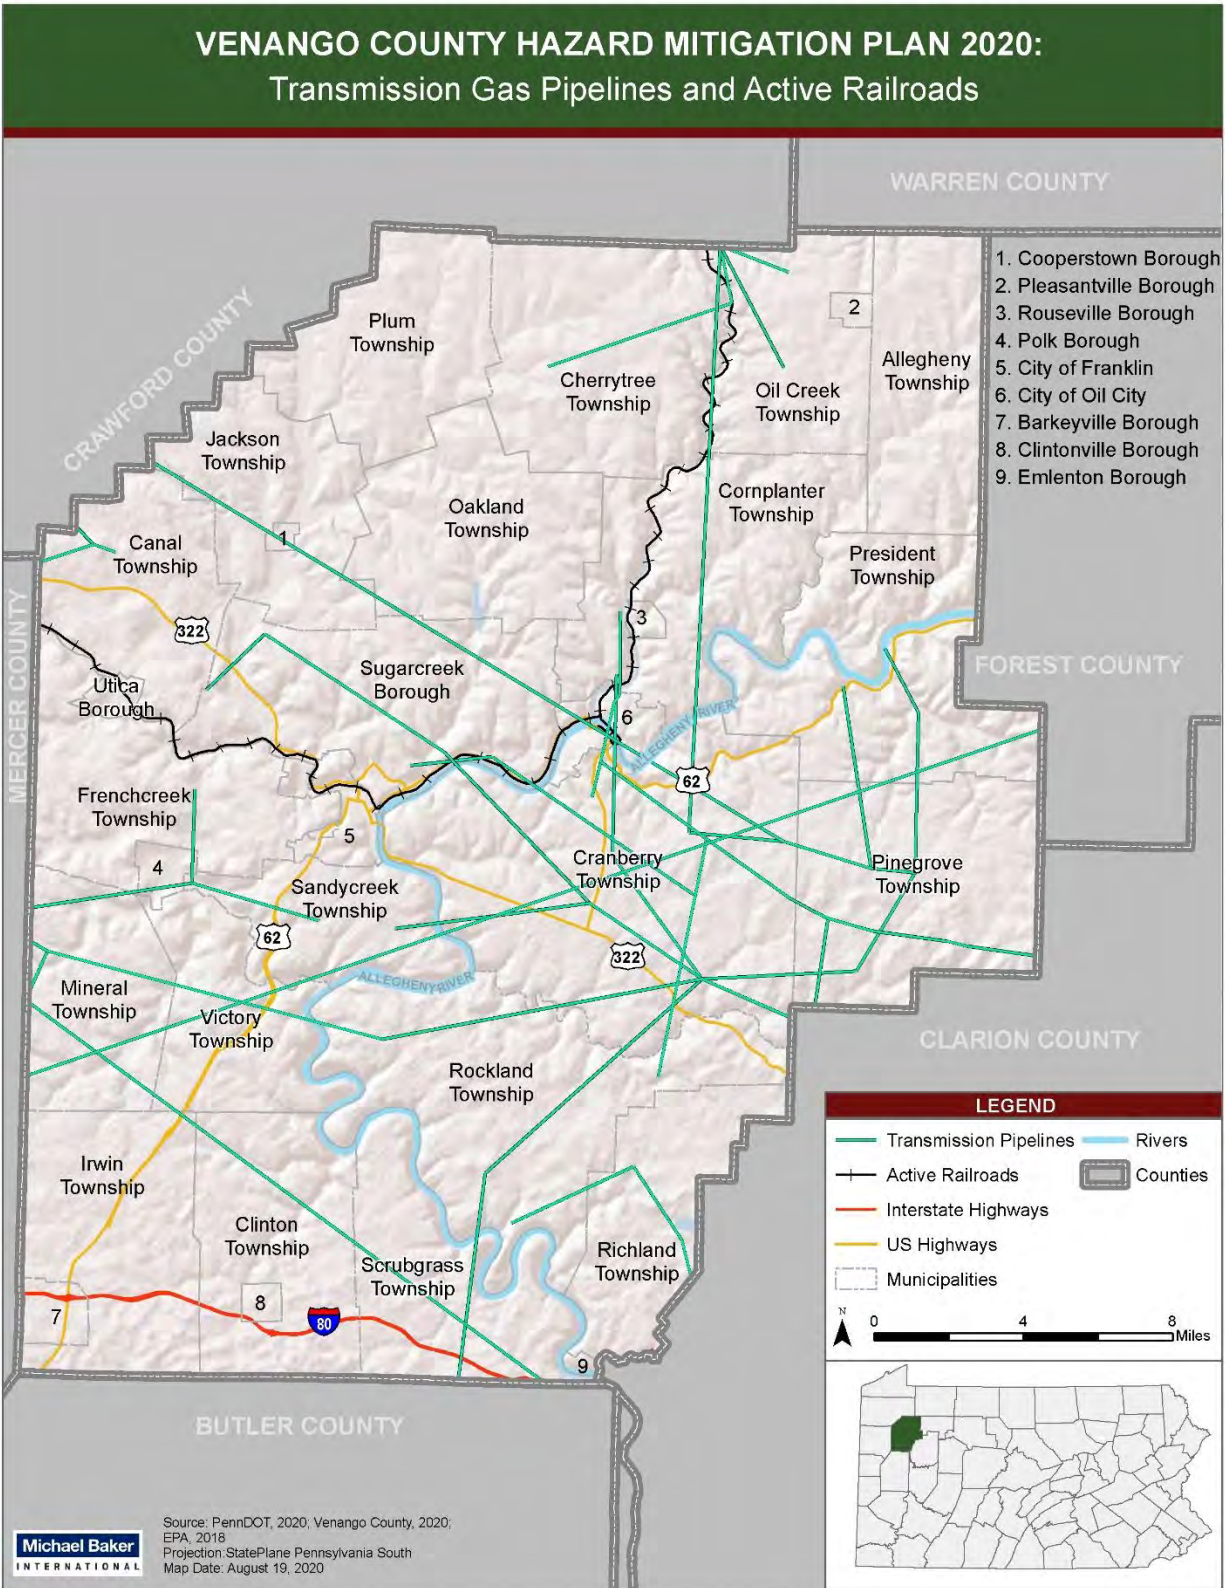 VENANGO COUNTY HAZARD MITIGATION PLAN 2020:
Transmission Gas Pipelines and Active Railroads
WARREN COUNTY
1. Cooperstown Borough
2. Pleasantville Borough
3. Rouseville Borough
4. Polk Borough
5. City of Franklin
6. City of Oil City
7. Barkeyville Borough
8. Clintonville Borough
9. Emlenton Borough
CRAWFORD COUNTY
Plum
Township
2
Cherrytree
Township
Oil Creek
Township
Allegheny
Township
Jackson
Township
Oakland
Township
Cornplanter
Township
1
Canal
Township
President
Township
MERCER COUNTY
322
3
Sugarcreek
Borough
FOREST COUNTY
Utica
Borough
6
ALLEGHENY RIVER
62
Frenchcreek
Township
5
4
Cranberry
Township
Pinegrove
Township
Sandycreek
Township
62
322
ALLEGHENY RIVER
Mineral
Township
Victory
Township
CLARION COUNTY
Rockland
Township
Irwin
Township
Clinton
Township
Scrubgrass
Township
Richland
Township
7
8
80
9
BUTLER COUNTY
LEGEND
Transmission Pipelines
Rivers
Active Railroads
Counties
Interstate Highways
US Highways
Municipalities
N
0 4 8
Miles
Michael Baker
INTERNATIONAL
Source: PennDOT, 2020, Venango County, 2020;
EPA, 2018
Projection:StatePlane Pennsylvania South
Map Date: August 19, 2020